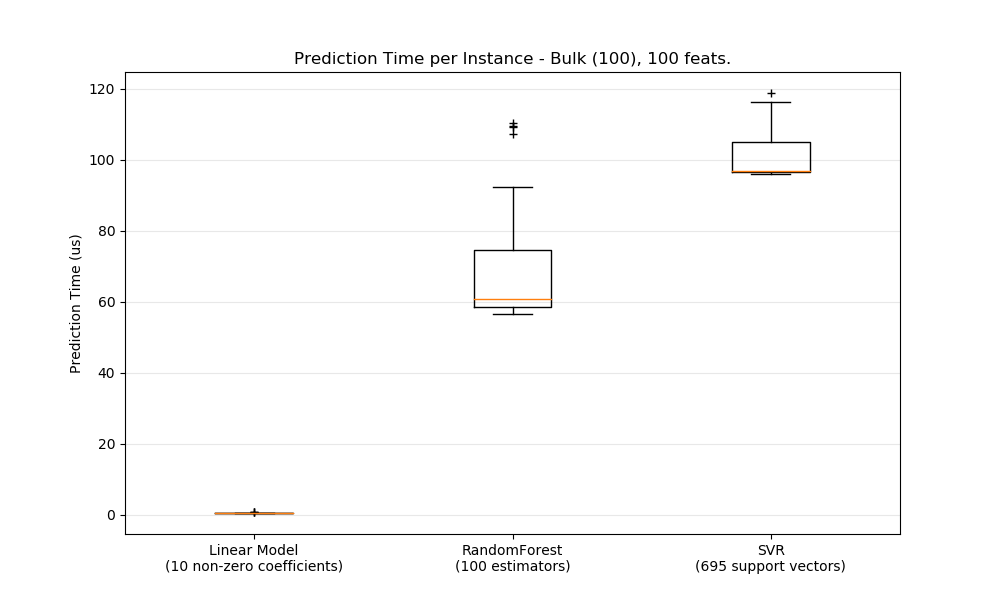 Prediction Time per Instance - Bulk (100), 100 feats.
Prediction Time (us)
120
100
80
60
40
20
0
Linear Model
(10 non-zero coefficients)
RandomForest
(100 estimators)
SVR
(695 support vectors)